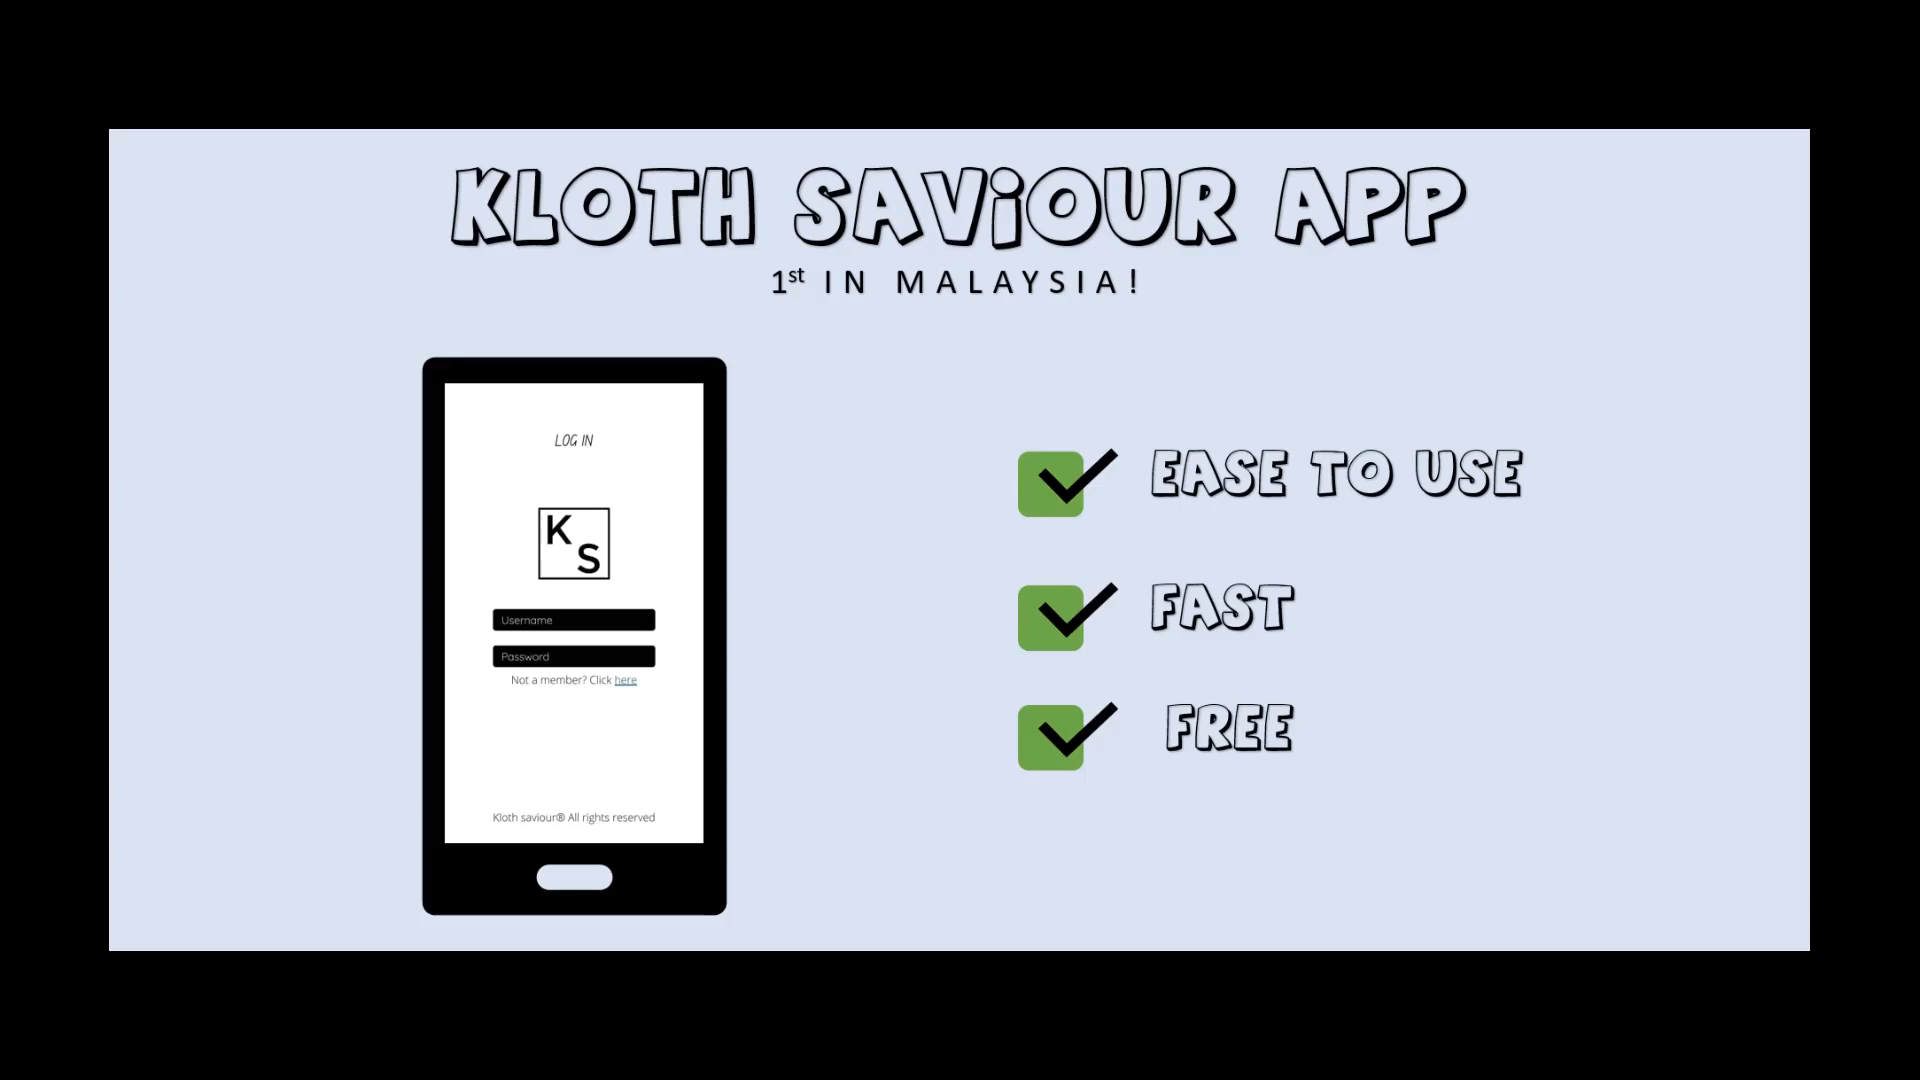 KLOTH SAViOUR APP
1st IN MALAYSIA!
LOG IN
K
S
Username
Password
Not a member? Click here
Kloth saviour® All rights reserved
EASE TO USE
FAST
FREE